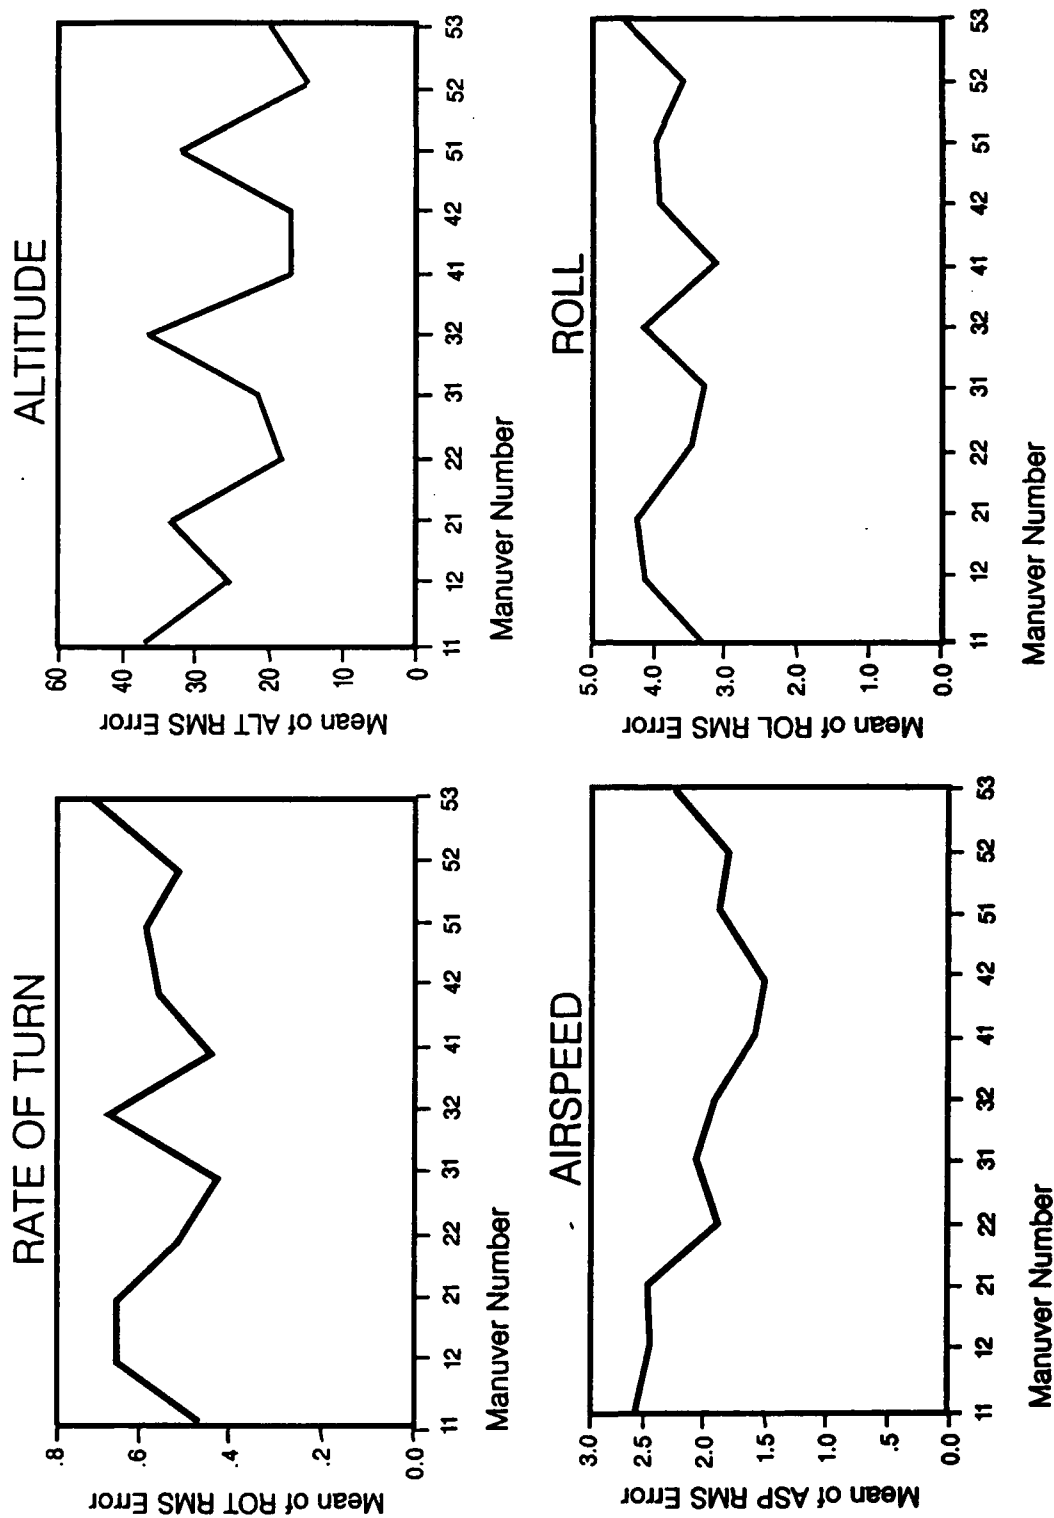 RATE OF TURN
Mean of ROT RMS Error
.8
.6
.4
.2
0.0
11 12 21 22 31 32 41 42 51 52 53
Manuver Number
ALTITUDE
Mean of ALT RMS Error
60
40
30
20
10
0
11 12 21 22 31 32 41 42 51 52 53
Manuver Number
AIRSPEED
Mean of ASP RMS Error
3.0
2.5
2.0
1.5
1.0
.5
0.0
11 12 21 22 31 32 41 42 51 52 53
Manuver Number
ROLL
Mean of ROL RMS Error
5.0
4.0
3.0
2.0
1.0
0.0
11 12 21 22 31 32 41 42 51 52 53
Manuver Number